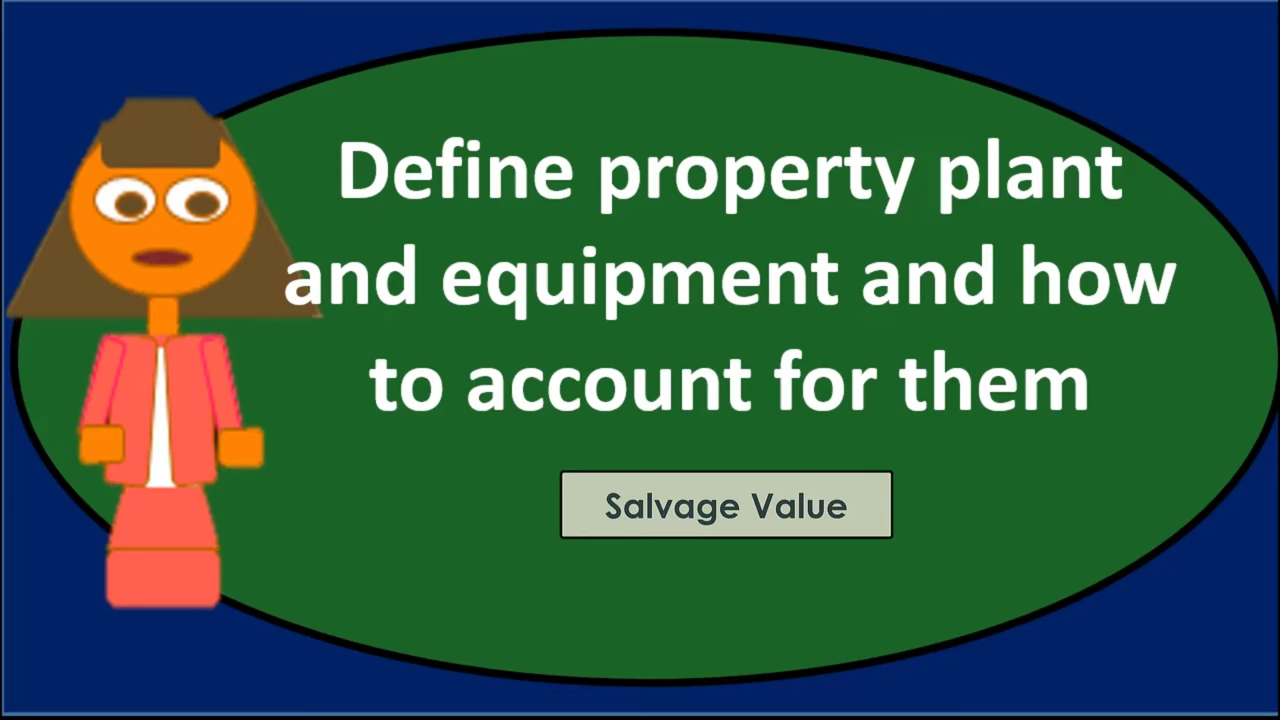 Define property plant
and equipment and how
to account for them
Salvage Value